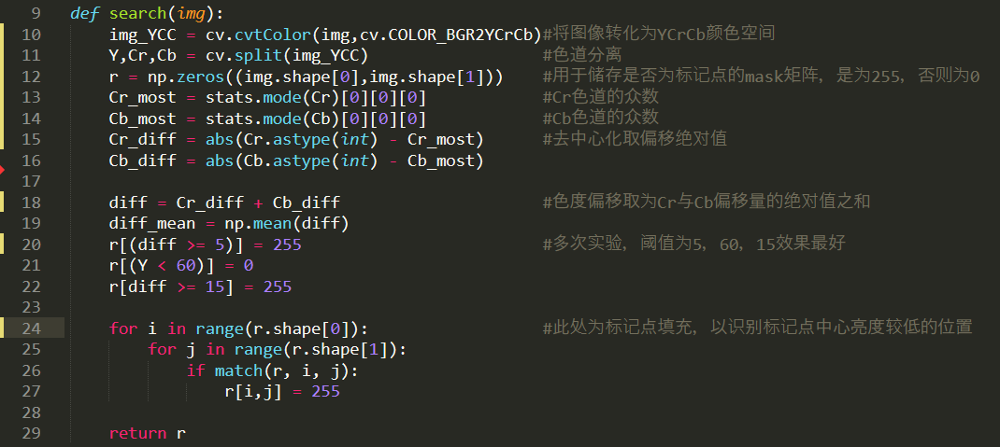 9 def search(img):
10     img_YCC = cv.cvtColor(img,cv.COLOR_BGR2YCrCb)#将图像转化为YCrCb颜色空间
11     Y,Cr,Cb = cv.split(img_YCC)                  #色道分离
12     r = np.zeros((img.shape[0],img.shape[1]))    #用于储存是否为标记点的mask矩阵，是为255，否则为0
13     Cr_most = stats.mode(Cr)[0][0][0]            #Cr色道的众数
14     Cb_most = stats.mode(Cb)[0][0][0]            #Cb色道的众数
15     Cr_diff = abs(Cr.astype(int) - Cr_most)      #去中心化取偏移绝对值
16     Cb_diff = abs(Cb.astype(int) - Cb_most)
17
18     diff = Cr_diff + Cb_diff                     #色度偏移取为Cr与Cb偏移量的绝对值之和
19     diff_mean = np.mean(diff)
20     r[(diff >= 5)] = 255                         #多次实验，阈值为5，60，15效果最好
21     r[(Y < 60)] = 0
22     r[diff >= 15] = 255
23
24     for i in range(r.shape[0]):                  #此处为标记点填充，以识别标记点中心亮度较低的位置
25         for j in range(r.shape[1]):
26             if match(r, i, j):
27                 r[i,j] = 255
28
29     return r